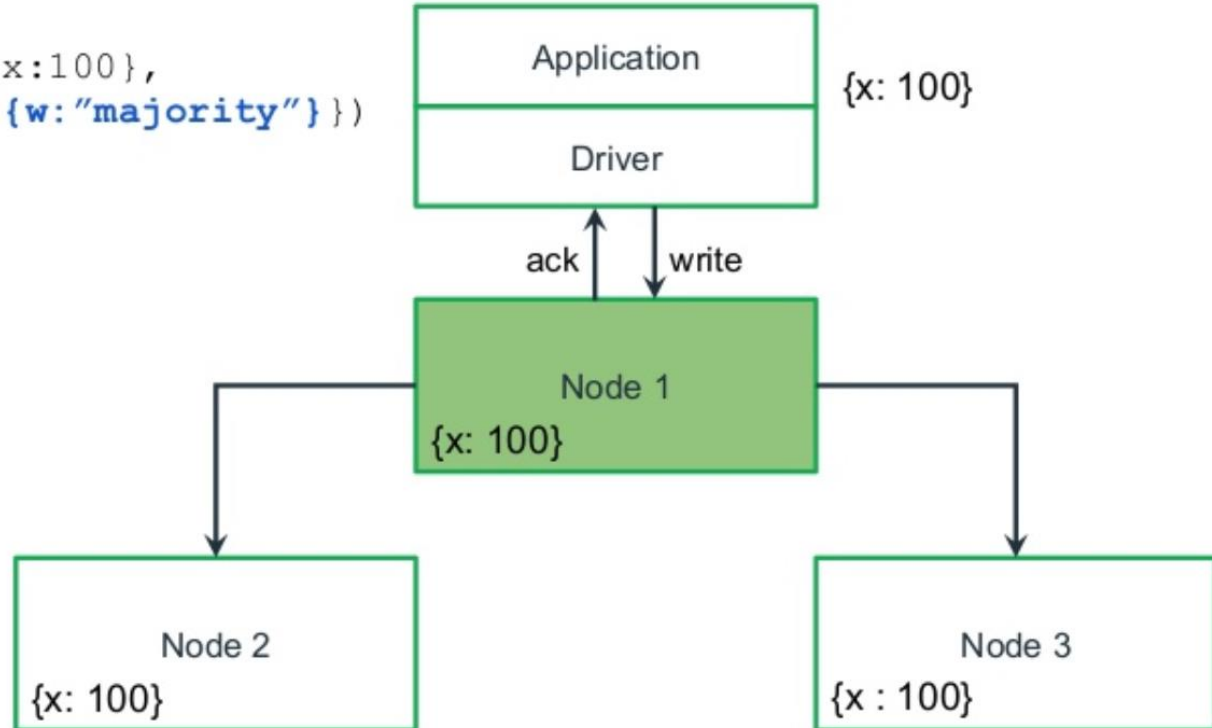 x:100},
{w:”majority”}})
Application
{x: 100}
Driver
ack
write
Node 1
{x: 100}
Node 2
{x: 100}
Node 3
{x : 100}